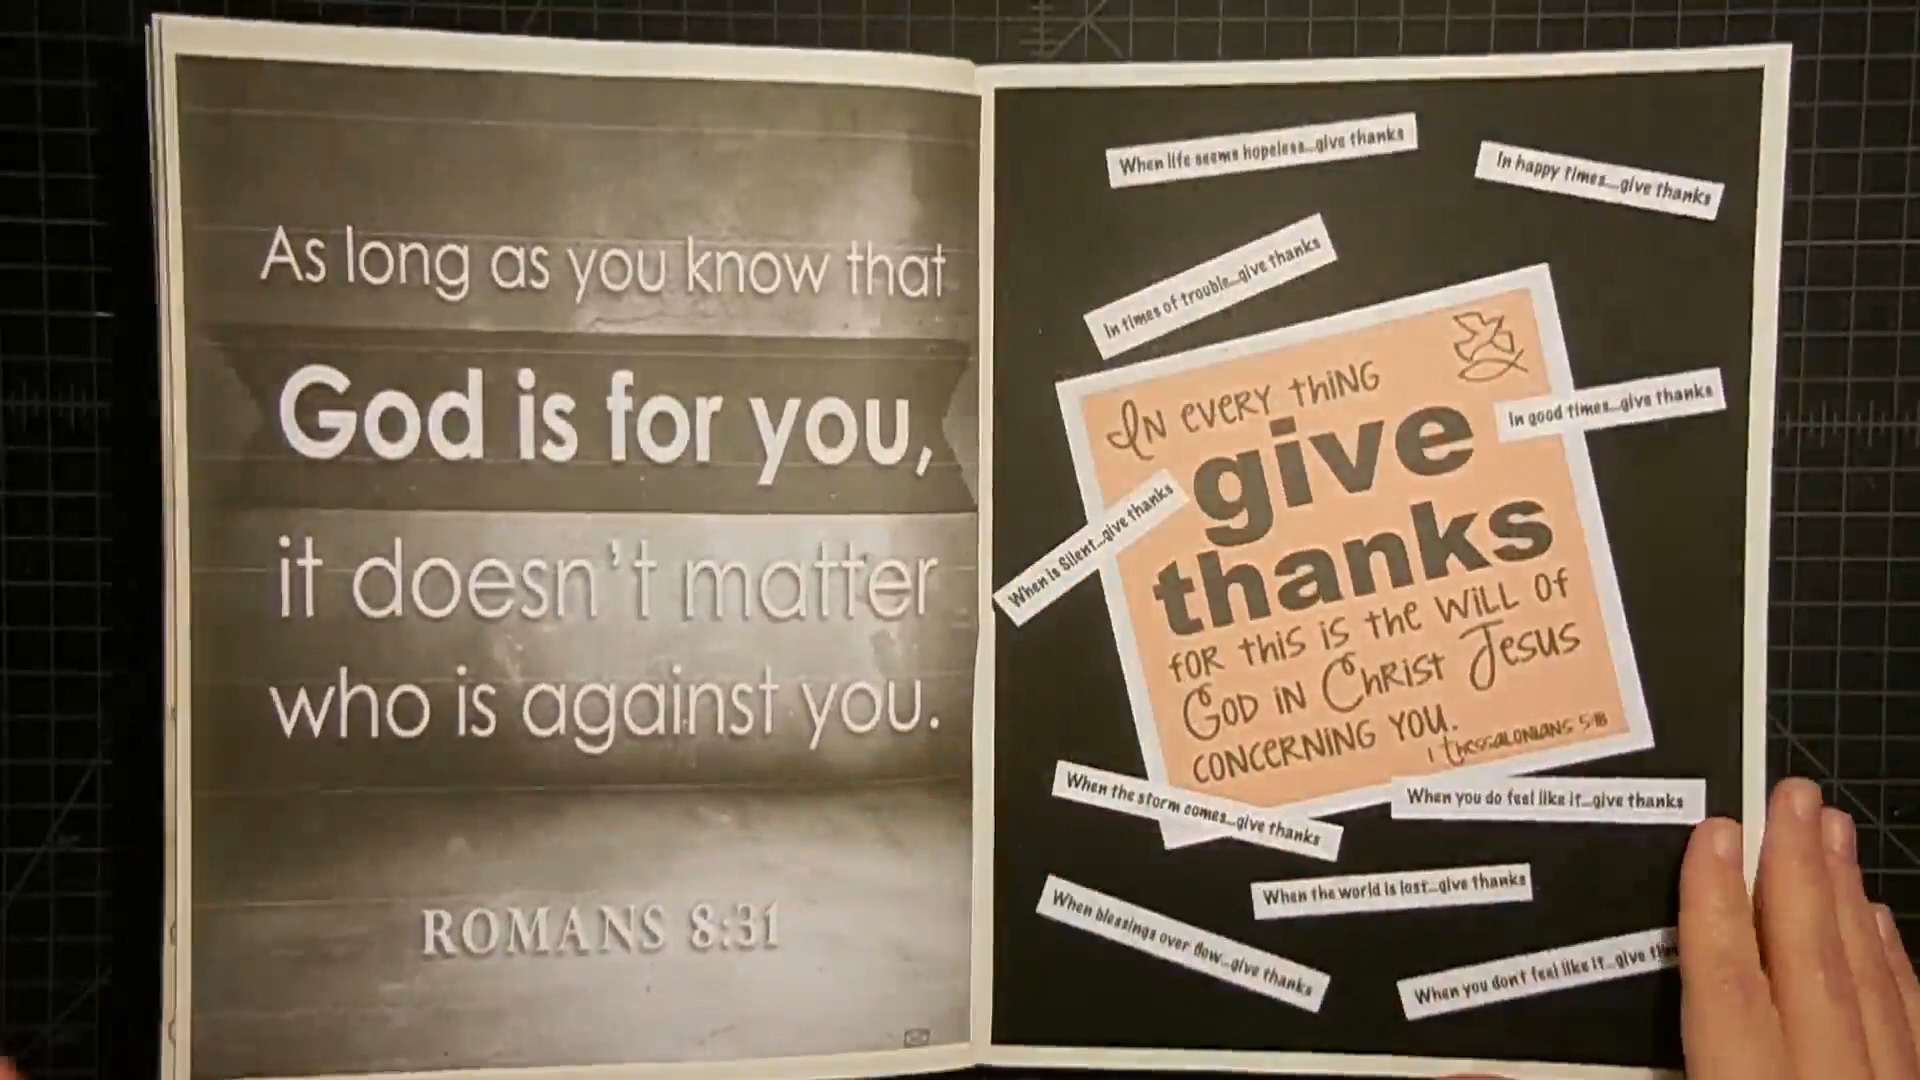 As long as you know that
God is for you,
it doesn't matter
who is against you.
ROMANS 8:31
When life seems hopeless...give thanks
In happy times...give thanks
In times of trouble...give thanks
In good times...give thanks
In every thing
give
thanks
for this is the will of
God in Christ Jesus
concerning you.
1 Thessalonians 5:18
When is Silent...give thanks
When the storm comes...give thanks
When you do feel like it...give thanks
When the world is lost...give thanks
When blessings over flow...give thanks
When you don't feel like it...give